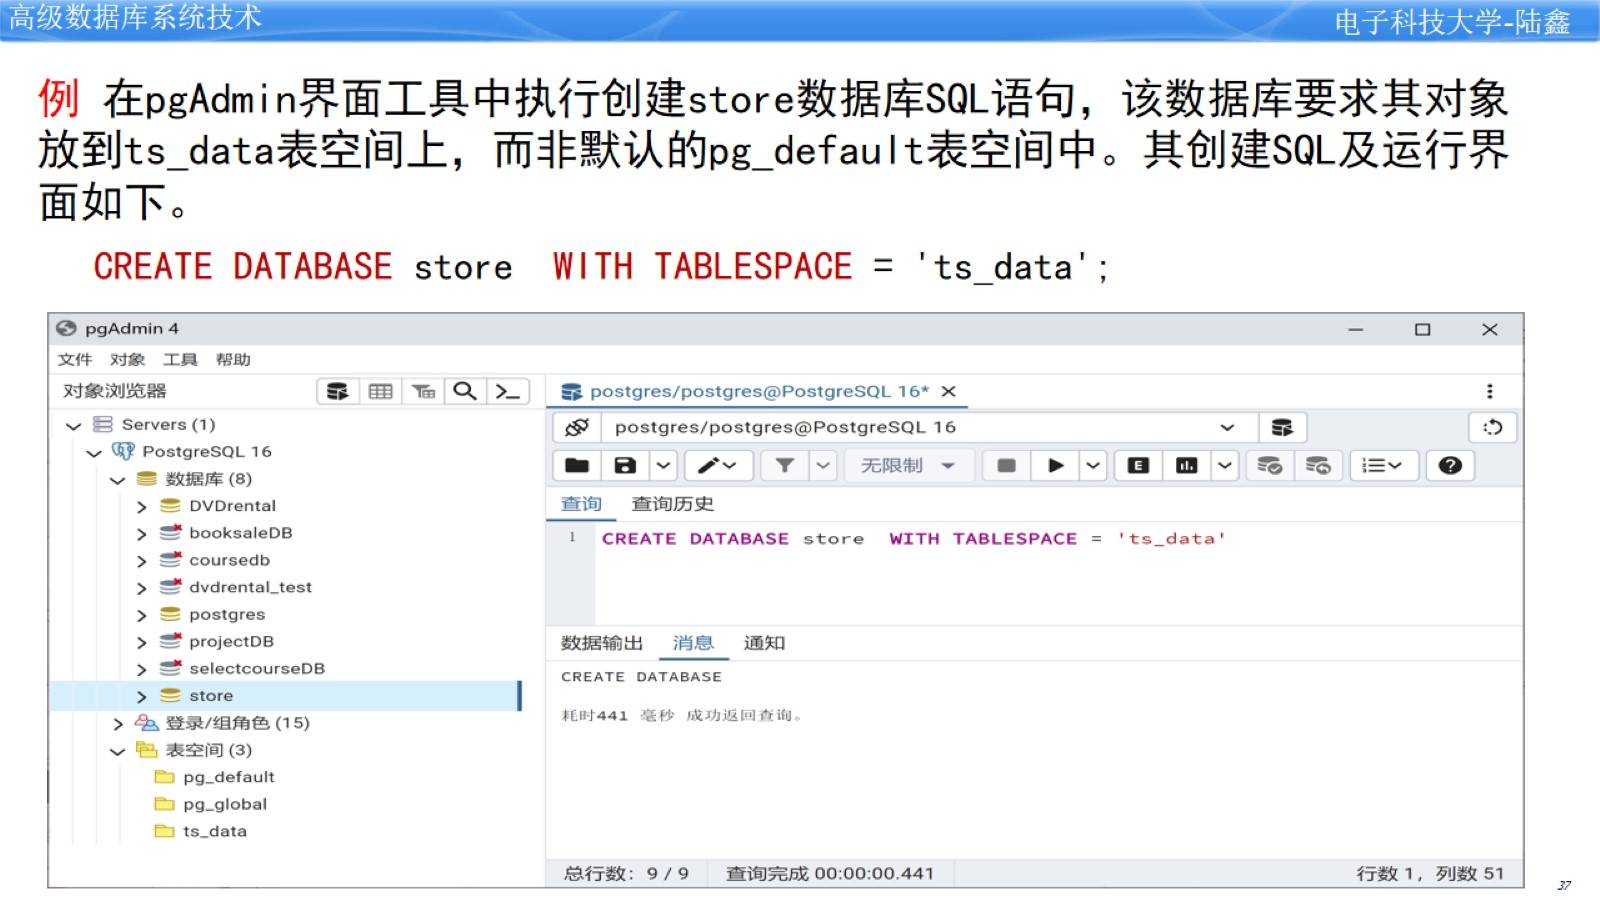 高级数据库系统技术
电子科技大学-陆鑫
例 在pgAdmin界面工具中执行创建store数据库SQL语句，该数据库要求其对象
放到ts_data表空间上，而非默认的pg_default表空间中。其创建SQL及运行界
面如下。
CREATE DATABASE store WITH TABLESPACE = 'ts_data';
pgAdmin 4
文件 对象 工具 帮助
对象浏览器
postgres/postgres@PostgreSQL 16*
Servers (1)
postgres/postgres@PostgreSQL 16
PostgreSQL 16
数据库 (8)
无限制
DVDrental
查询 查询历史
booksaleDB
1 CREATE DATABASE store WITH TABLESPACE = 'ts_data'
coursedb
dvdrental_test
postgres
projectDB
数据输出 消息 通知
selectcourseDB
CREATE DATABASE
store
耗时441 毫秒 成功返回查询。
登录/组角色 (15)
表空间 (3)
pg_default
pg_global
ts_data
总行数：9 / 9 查询完成 00:00:00.441 行数 1，列数 51
37